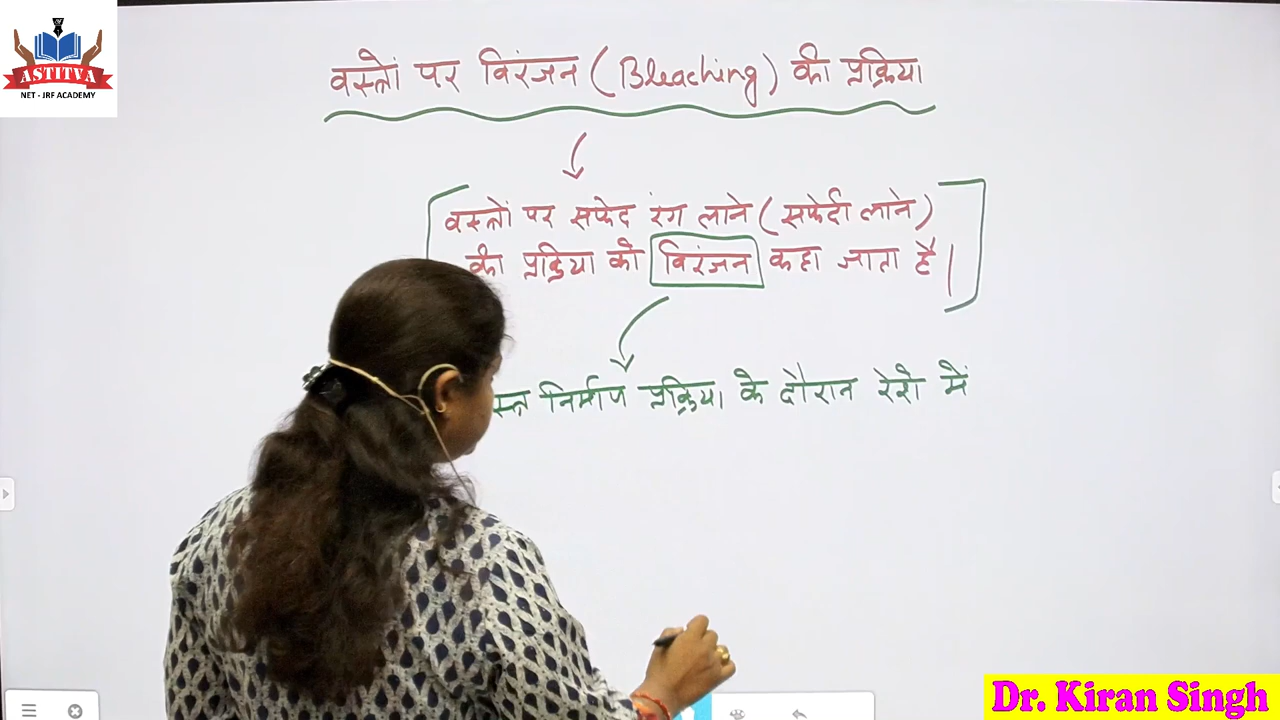 ASTITVA
NET - JRF ACADEMY
वस्त्रों पर विरंजन (Bleaching) की प्रक्रिया
वस्त्रों पर सफेद रंग लाने (सफेदी लाने)
की प्रक्रिया को विरंजन कहा जाता है।
निर्माण प्रक्रिया के दौरान रेशे में
Dr. Kiran Singh